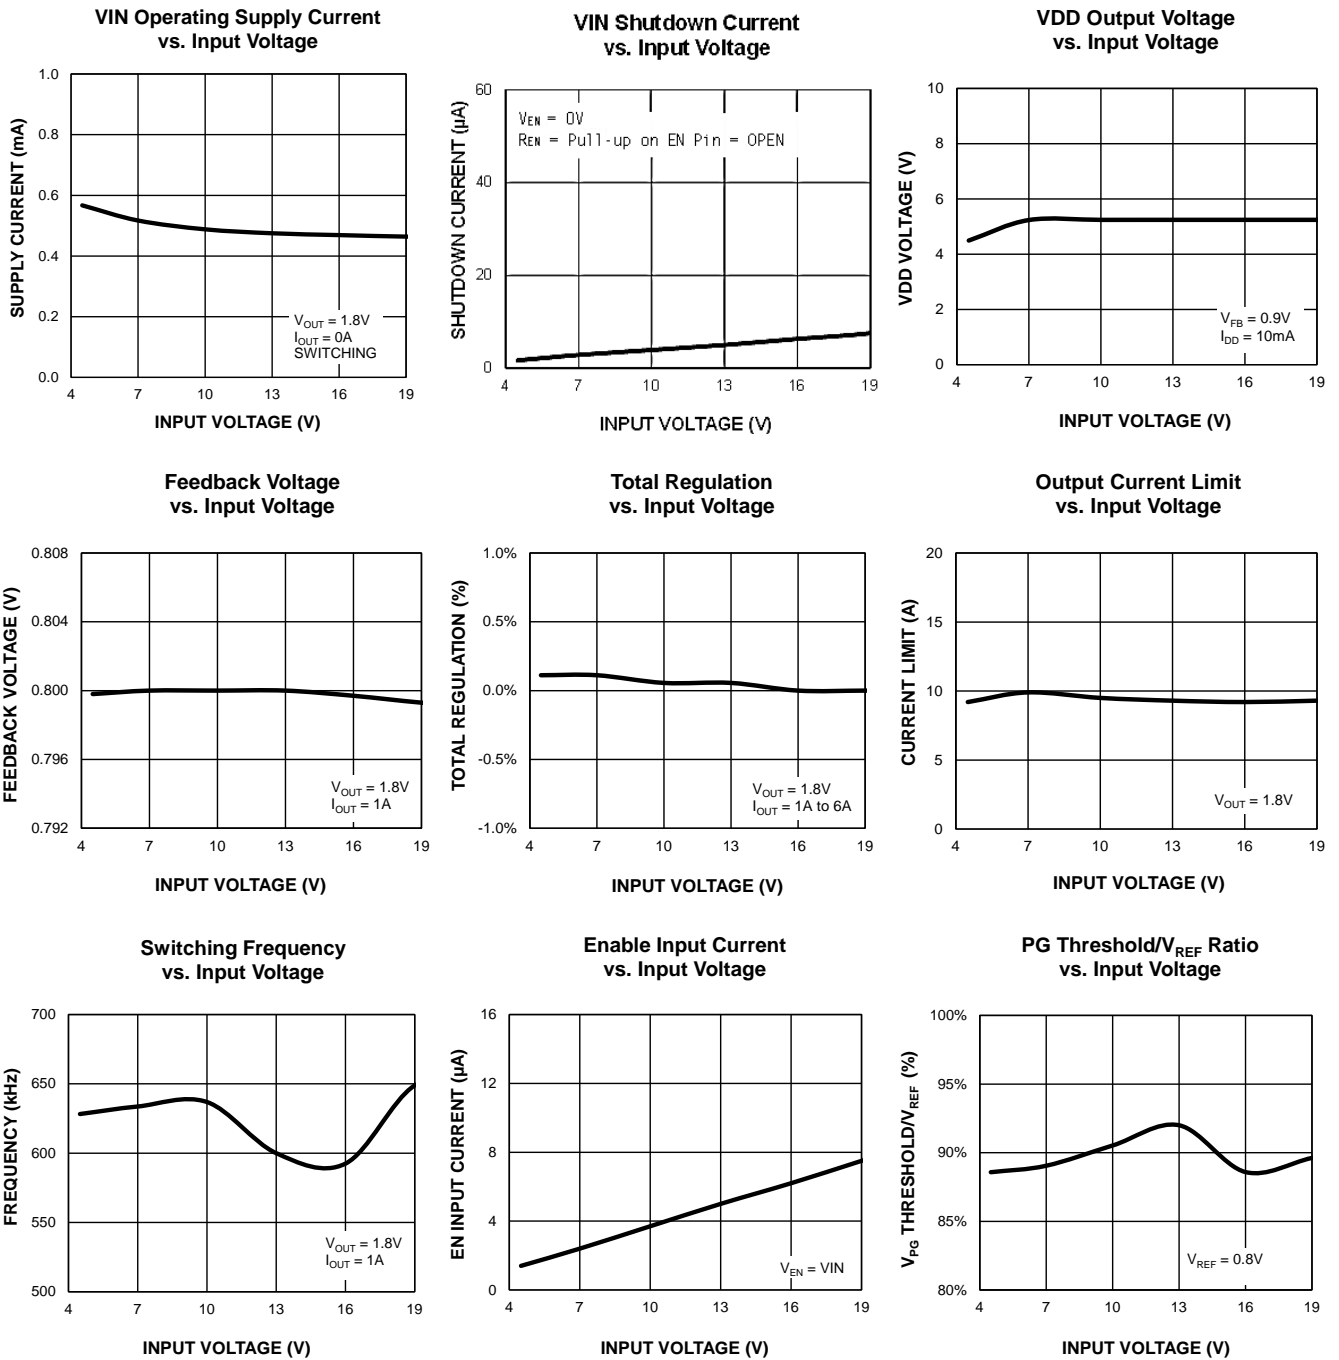 VIN Operating Supply Current
vs. Input Voltage
1.0
0.8
0.6
0.4
0.2
0.0
SUPPLY CURRENT (mA)
V_OUT = 1.8V
I_OUT = 0A
SWITCHING
4 7 10 13 16 19
INPUT VOLTAGE (V)
VIN Shutdown Current
vs. Input Voltage
60
40
20
0
SHUTDOWN CURRENT (µA)
VEN = 0V
REN = Pull-up on EN Pin = OPEN
4 7 10 13 16 19
INPUT VOLTAGE (V)
VDD Output Voltage
vs. Input Voltage
10
8
6
4
2
0
VDD VOLTAGE (V)
V_FB = 0.9V
I_DD = 10mA
4 7 10 13 16 19
INPUT VOLTAGE (V)
Feedback Voltage
vs. Input Voltage
0.808
0.804
0.800
0.796
0.792
FEEDBACK VOLTAGE (V)
V_OUT = 1.8V
I_OUT = 1A
4 7 10 13 16 19
INPUT VOLTAGE (V)
Total Regulation
vs. Input Voltage
1.0%
0.5%
0.0%
-0.5%
-1.0%
TOTAL REGULATION (%)
V_OUT = 1.8V
I_OUT = 1A to 6A
4 7 10 13 16 19
INPUT VOLTAGE (V)
Output Current Limit
vs. Input Voltage
20
15
10
5
0
CURRENT LIMIT (A)
V_OUT = 1.8V
4 7 10 13 16 19
INPUT VOLTAGE (V)
Switching Frequency
vs. Input Voltage
700
650
600
550
500
FREQUENCY (kHz)
V_OUT = 1.8V
I_OUT = 1A
4 7 10 13 16 19
INPUT VOLTAGE (V)
Enable Input Current
vs. Input Voltage
16
12
8
4
0
EN INPUT CURRENT (µA)
V_EN = VIN
4 7 10 13 16 19
INPUT VOLTAGE (V)
PG Threshold/V_REF Ratio
vs. Input Voltage
100%
95%
90%
85%
80%
V_PG THRESHOLD/V_REF (%)
V_REF = 0.8V
4 7 10 13 16 19
INPUT VOLTAGE (V)